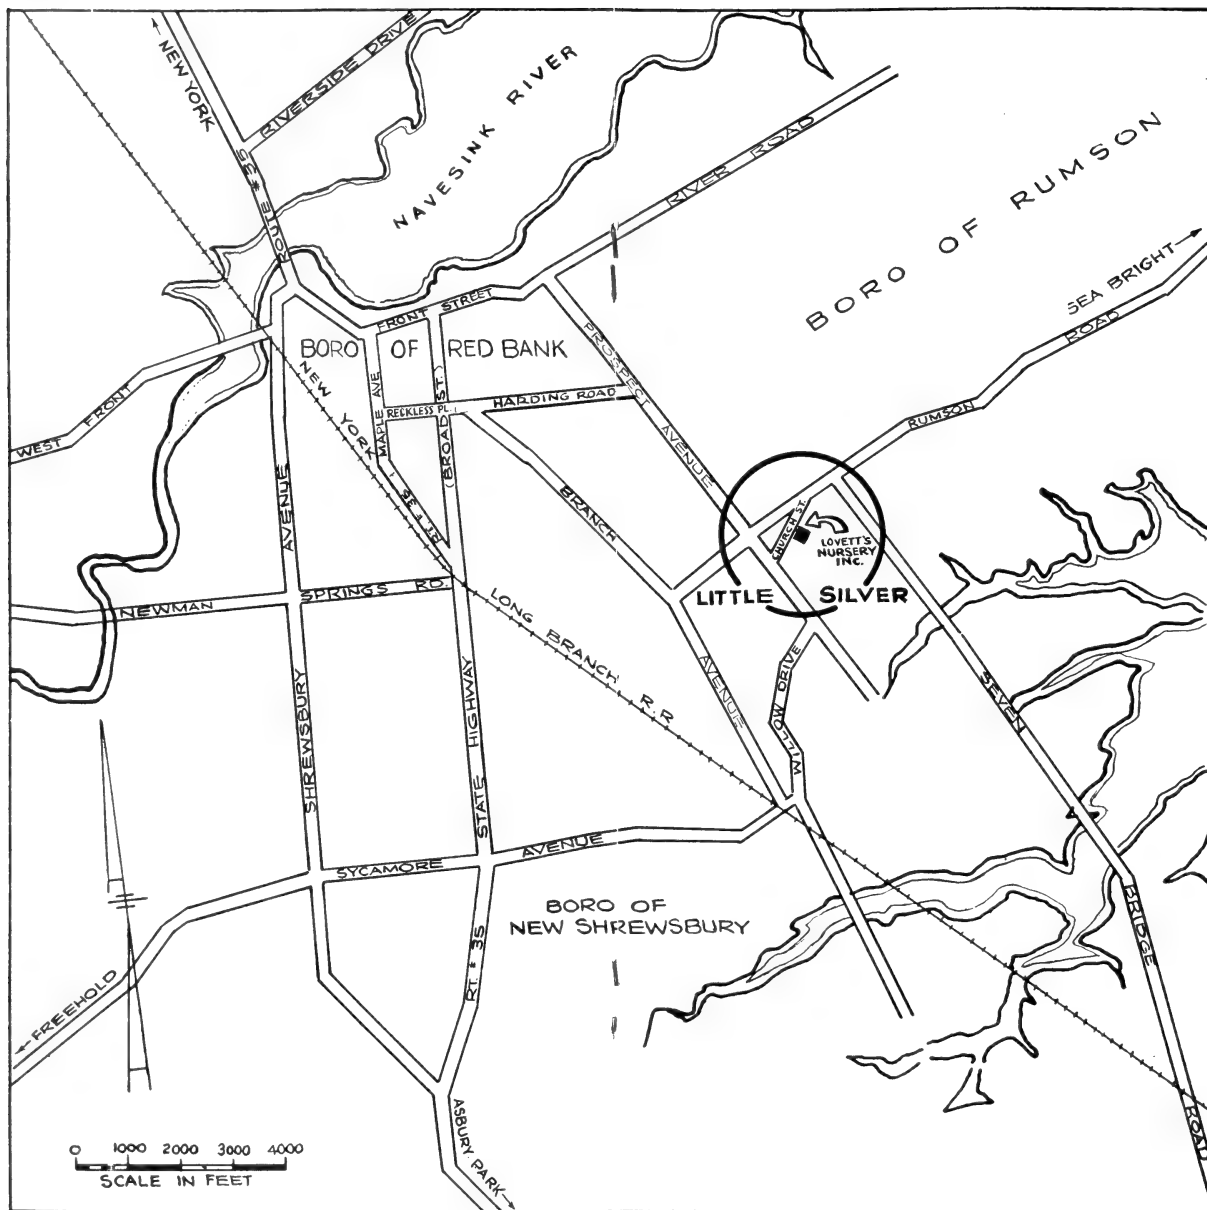 NEW YORK
RIVERSIDE DRIVE
NAVESINK RIVER
ROUTE #35
RIVER ROAD
BORO OF RUMSON
SEA BRIGHT
RUMSON ROAD
FRONT STREET
BORO OF RED BANK
WEST FRONT
PROSPECT AVENUE
MAPLE AVE.
RECKLESS PL.
HARDING ROAD
(BROAD ST.)
RT. #35
NEW YORK
LONG BRANCH R.R
BRANCH
AVENUE
CHURCH ST.
LOVETT'S
NURSERY
INC.
LITTLE SILVER
AVENUE
NEWMAN SPRINGS RD.
SHREWSBURY
STATE HIGHWAY
WILLOW DRIVE
SEVEN BRIDGE ROAD
SYCAMORE AVENUE
BORO OF
NEW SHREWSBURY
RT. # 35
FREEHOLD
ASBURY PARK
0 1000 2000 3000 4000
SCALE IN FEET